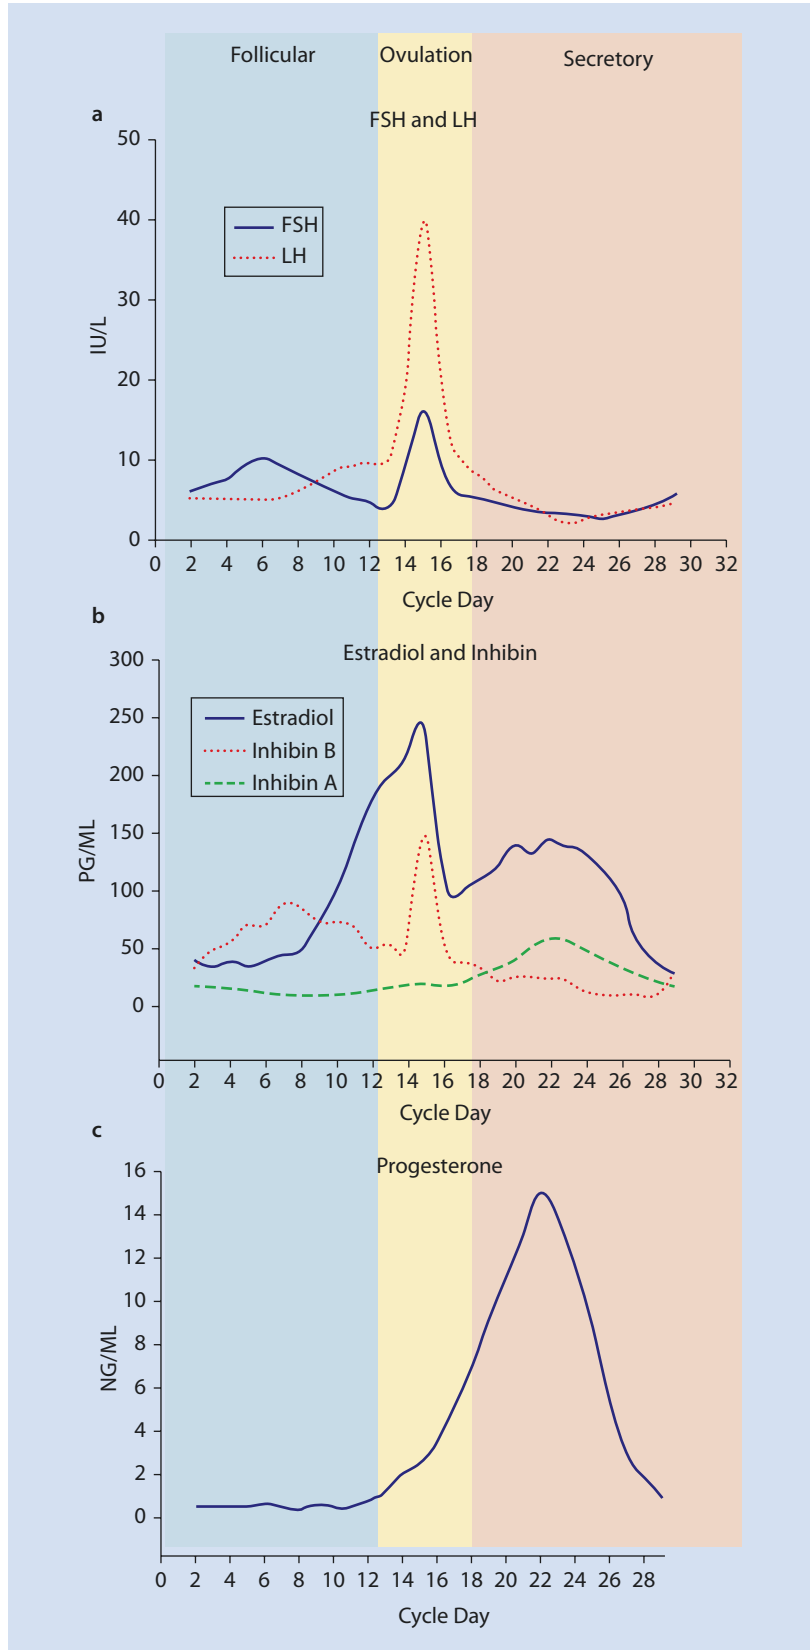 Follicular Ovulation Secretory
a
FSH and LH
50
40
30
20
10
0
IU/L
FSH
LH
0 2 4 6 8 10 12 14 16 18 20 22 24 26 28 30 32
Cycle Day
b
Estradiol and Inhibin
300
250
200
150
100
50
0
PG/ML
Estradiol
Inhibin B
Inhibin A
0 2 4 6 8 10 12 14 16 18 20 22 24 26 28 30 32
Cycle Day
c
Progesterone
16
14
12
10
8
6
4
2
0
NG/ML
0 2 4 6 8 10 12 14 16 18 20 22 24 26 28
Cycle Day